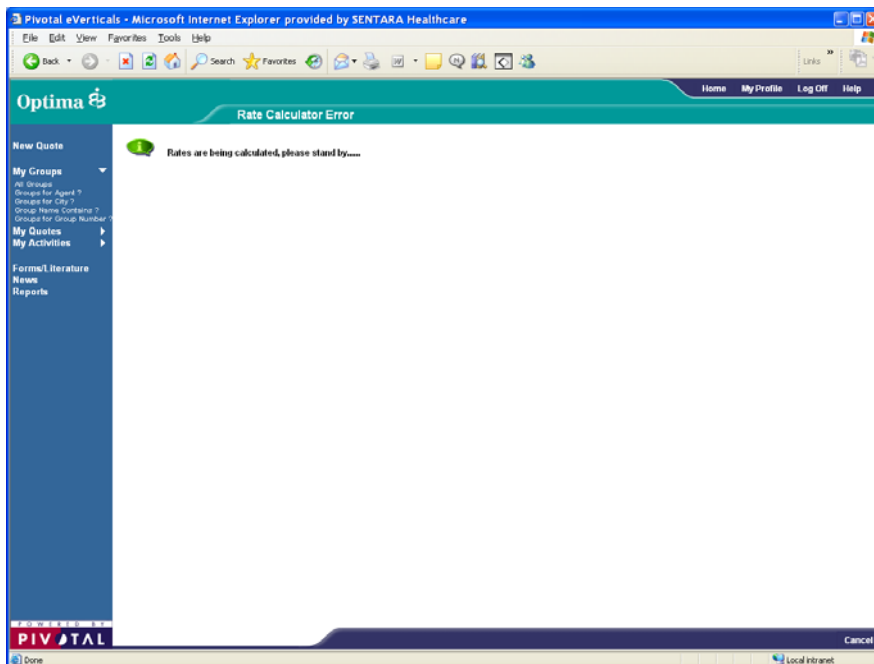 Pivotal eVerticals - Microsoft Internet Explorer provided by SENTARA Healthcare
File Edit View Favorites Tools Help
Back Search Favorites Links »
Home My Profile Log Off Help
Optima
Rate Calculator Error
New Quote
Rates are being calculated, please stand by......
My Groups
All Groups
Groups for Agent ?
Groups for City ?
Group Name Contains ?
Groups for Group Number ?
My Quotes
My Activities
Forms/Literature
News
Reports
POWERED BY
PIVOTAL
Cancel
Done Local intranet